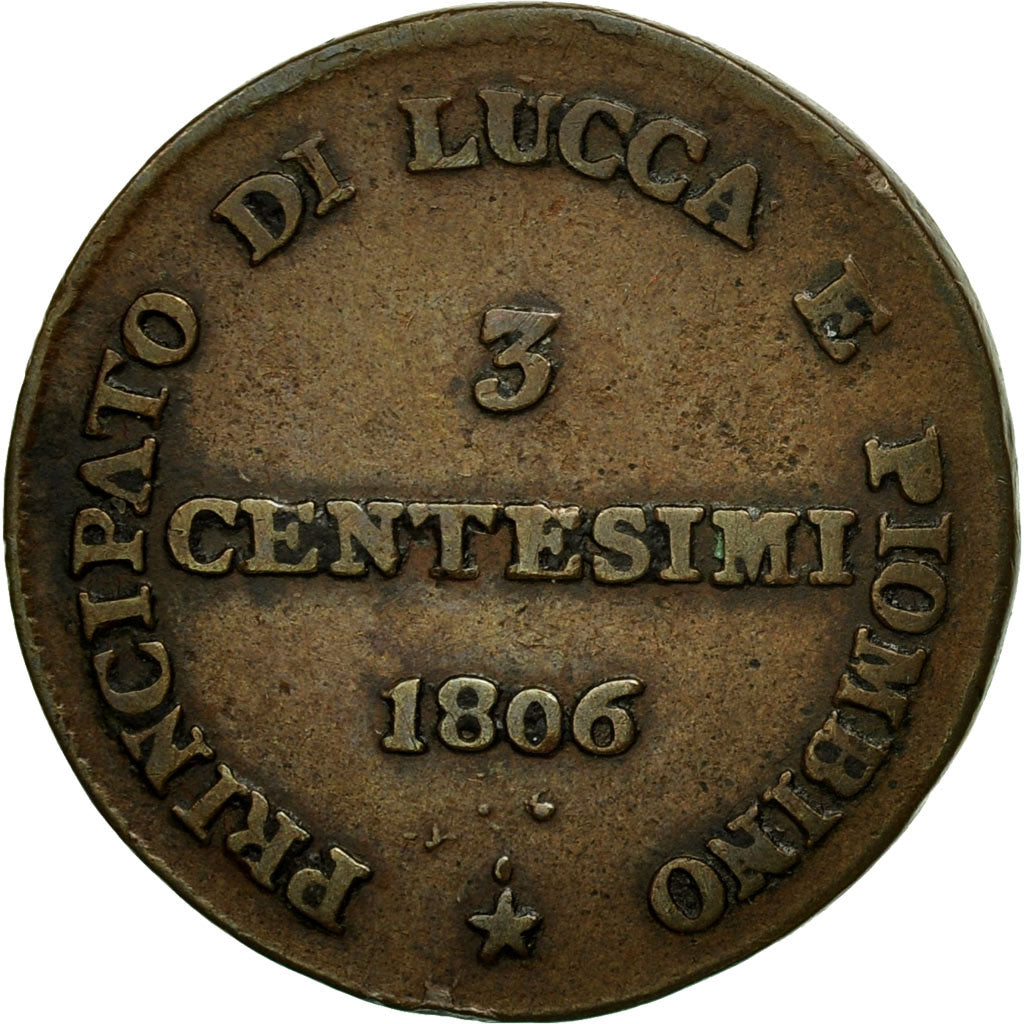 PRINCIPATO DI LUCCA E PIOMBINO
3
CENTESIMI
1806